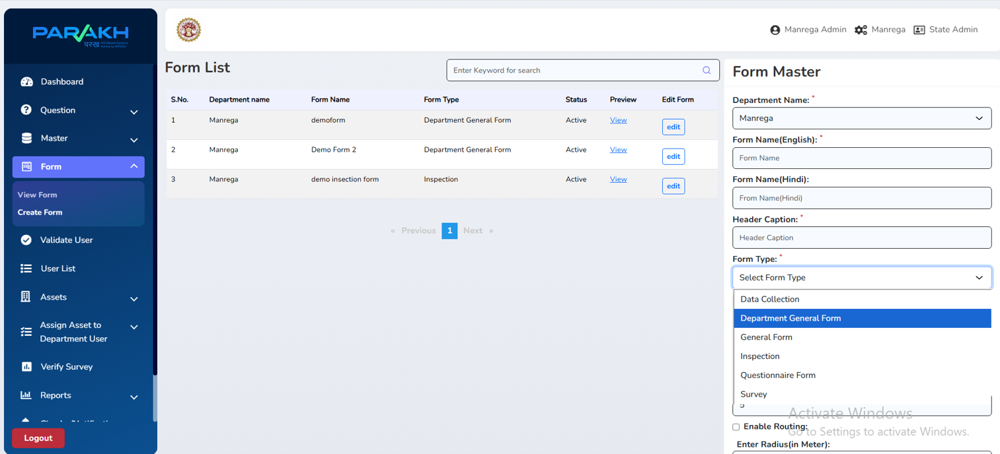 PARAKH
परख GIS Based Dynamic
Forms by MPSEDC
Dashboard
Question
Master
Form
View Form
Create Form
Validate User
User List
Assets
Assign Asset to
Department User
Verify Survey
Reports
Logout
Manrega Admin Manrega State Admin
Form List
Enter Keyword for search
S.No. Department name Form Name Form Type Status Preview Edit Form
1 Manrega demoform Department General Form Active View edit
2 Manrega Demo Form 2 Department General Form Active View edit
3 Manrega demo insection form Inspection Active View edit
« Previous 1 Next »
Form Master
Department Name: *
Manrega
Form Name(English): *
Form Name
Form Name(Hindi):
From Name(Hindi)
Header Caption: *
Header Caption
Form Type: *
Select Form Type
Data Collection
Department General Form
General Form
Inspection
Questionnaire Form
Survey
5
Activate Windows
Enable Routing:
Go to Settings to activate Windows.
Enter Radius(in Meter):